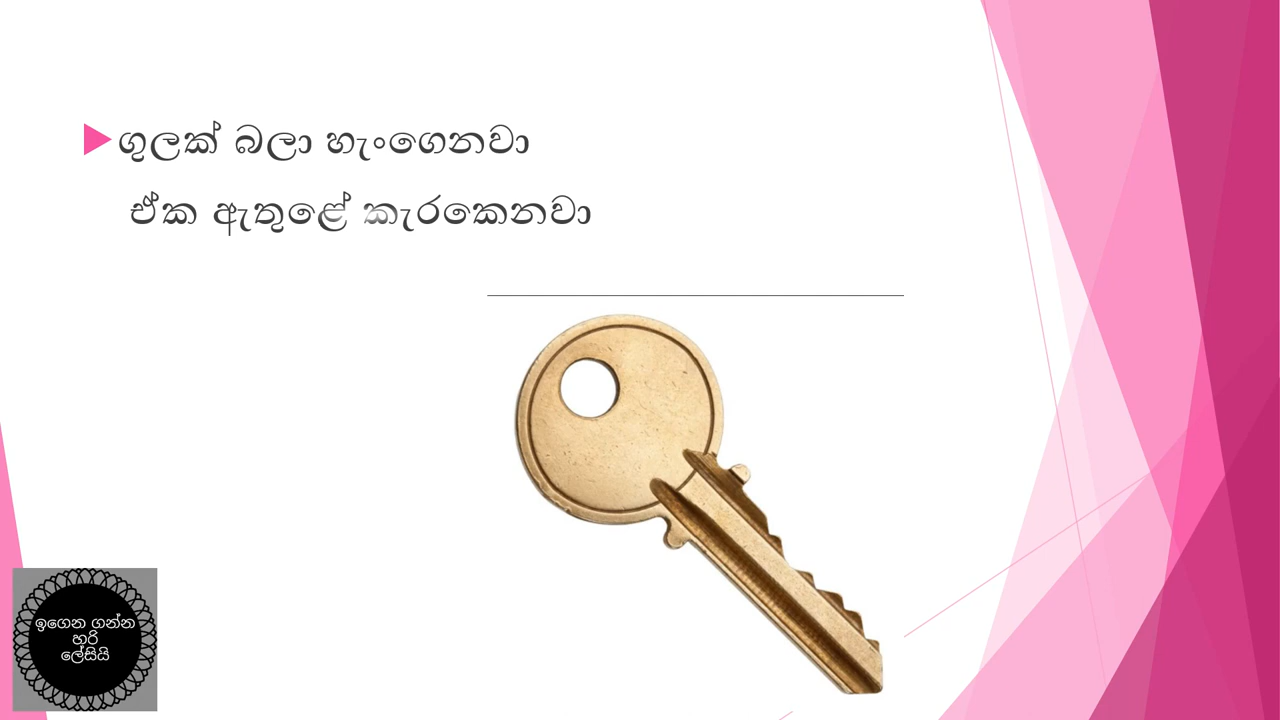 ගුලක් බලා හැංගෙනවා
ඒක ඇතුළේ කැරකෙනවා
ඉගෙන ගන්න
හරි
ලේසියි